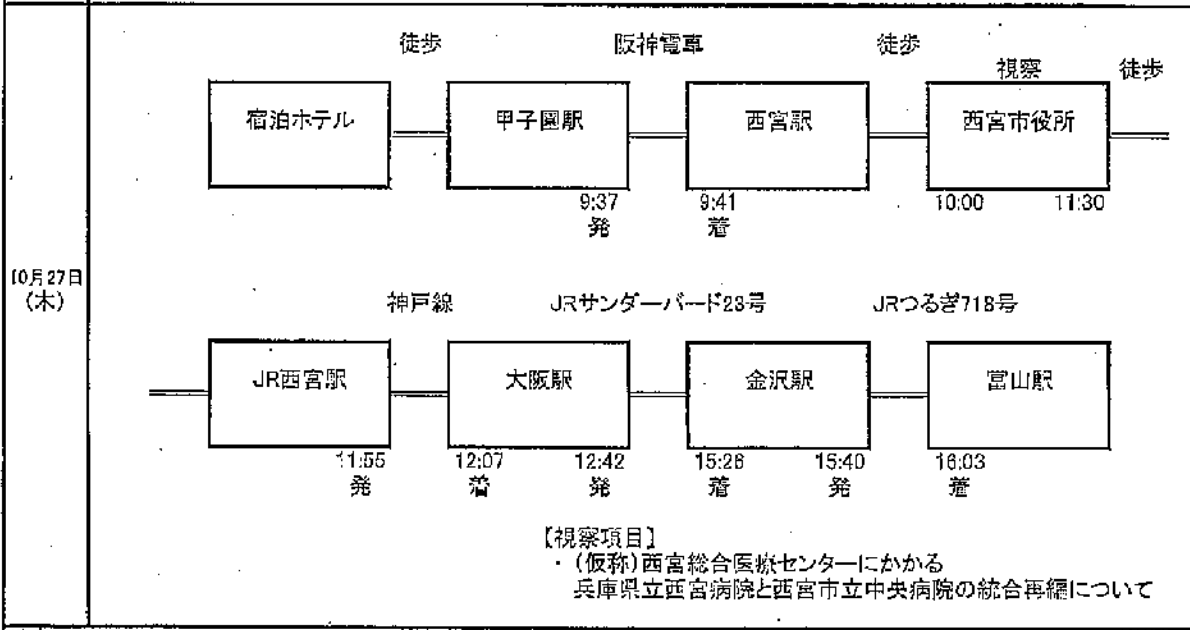 徒歩 阪神電車 徒歩 視察 徒歩
宿泊ホテル 甲子園駅 西宮駅 西宮市役所
9:37 9:41 10:00 11:30
発 着
10月27日
(木)
神戸線 JRサンダーバード23号 JRつるぎ718号
JR西宮駅 大阪駅 金沢駅 富山駅
11:55 12:07 12:42 15:26 15:40 16:03
発 着 発 着 発 着
【視察項目】
・(仮称)西宮総合医療センターにかかる
兵庫県立西宮病院と西宮市立中央病院の統合再編について